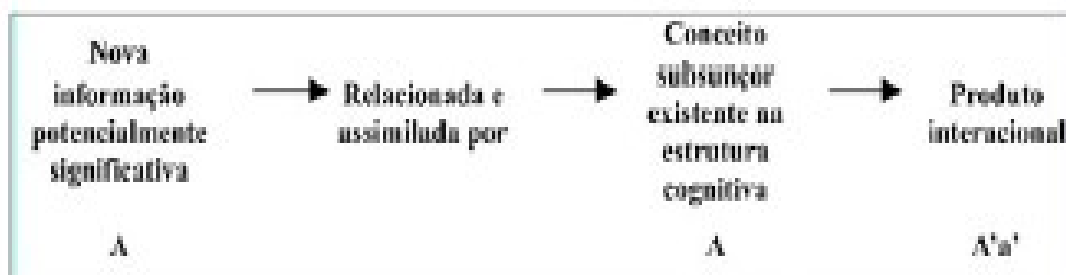 Nova
informação
potencialmente
significativa
Relacionada e
assimilada por
Conceito
subsunçor
existente na
estrutura
cognitiva
Produto
interacional
A
A
A'a'